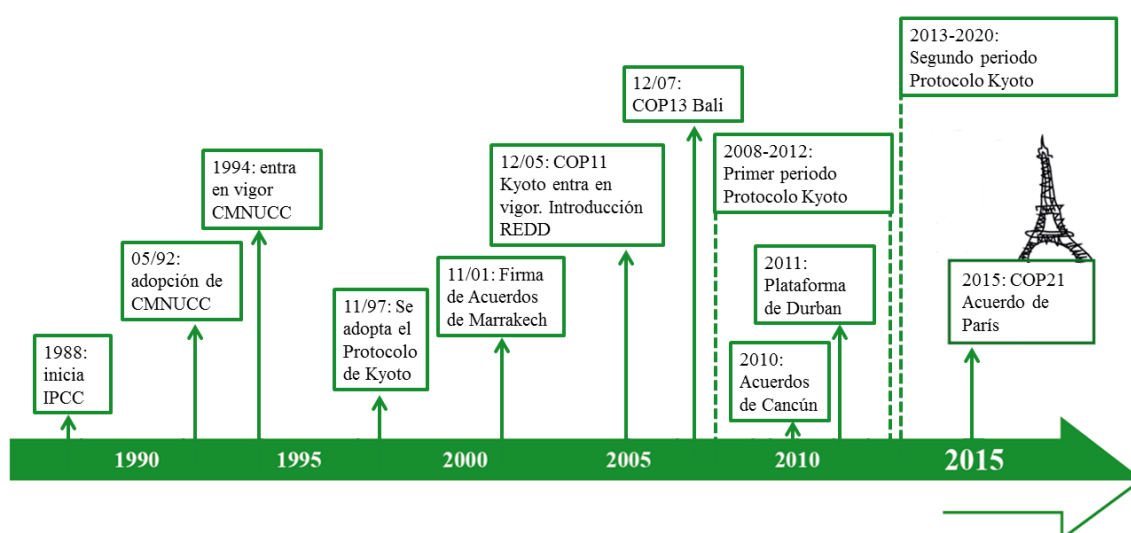 1988:
inicia
IPCC
05/92:
adopción de
CMNUCC
1994: entra
en vigor
CMNUCC
11/97: Se
adopta el
Protocolo
de Kyoto
11/01: Firma
de Acuerdos
de Marrakech
12/05: COP11
Kyoto entra en
vigor. Introducción
REDD
12/07:
COP13 Bali
2008-2012:
Primer periodo
Protocolo Kyoto
2010:
Acuerdos
de Cancún
2011:
Plataforma
de Durban
2013-2020:
Segundo periodo
Protocolo Kyoto
2015: COP21
Acuerdo de
París
1990
1995
2000
2005
2010
2015